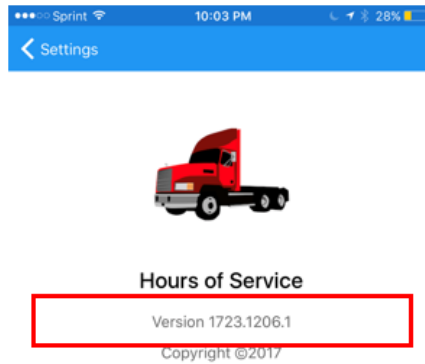 Sprint 10:03 PM 28%
Settings
Hours of Service
Version 1723.1206.1
Copyright ©2017